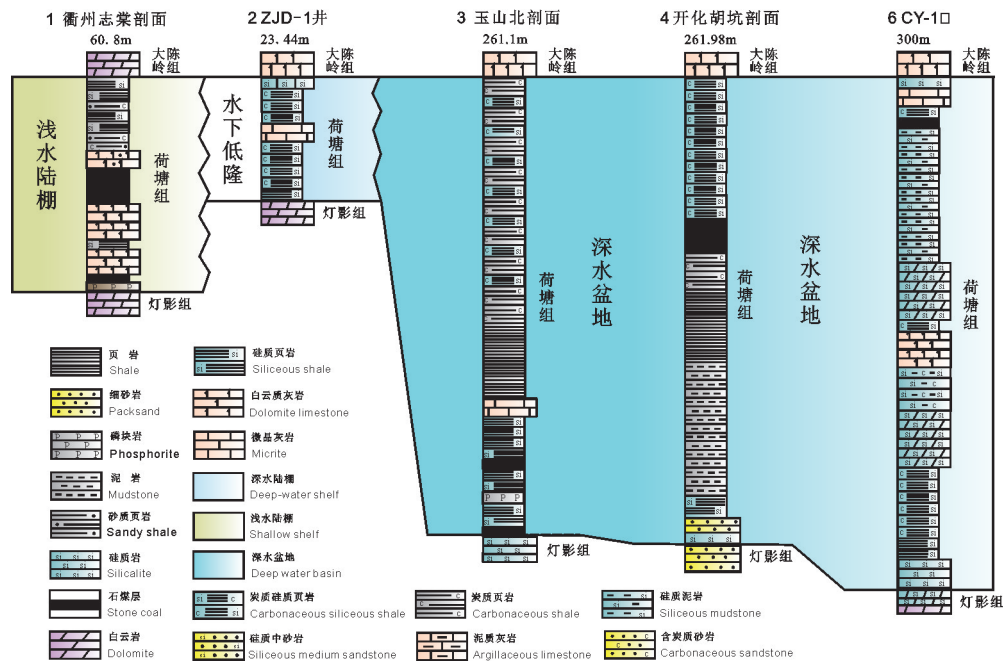 1 衢州志棠剖面
60.8m
2 ZJD-1井
23.44m
3 玉山北剖面
261.1m
4 开化胡坑剖面
261.98m
6 CY-1口
300m
大陈
岭组
大陈
岭组
大陈
岭组
大陈
岭组
大陈
岭组
浅水陆棚
荷塘组
水下低隆
荷塘组
荷塘组
深水盆地
荷塘组
深水盆地
荷塘组
灯影组
灯影组
灯影组
灯影组
灯影组
页 岩
Shale
硅质页岩
Siliceous shale
细砂岩
Packsand
白云质灰岩
Dolomite limestone
磷块岩
Phosphorite
微晶灰岩
Micrite
泥 岩
Mudstone
深水陆棚
Deep-water shelf
砂质页岩
Sandy shale
浅水陆棚
Shallow shelf
硅质岩
Silicalite
深水盆地
Deep water basin
石煤层
Stone coal
炭质硅质页岩
Carbonaceous siliceous shale
炭质页岩
Carbonaceous shale
硅质泥岩
Siliceous mudstone
白云岩
Dolomite
硅质中砂岩
Siliceous medium sandstone
泥质灰岩
Argillaceous limestone
含炭质砂岩
Carbonaceous sandstone